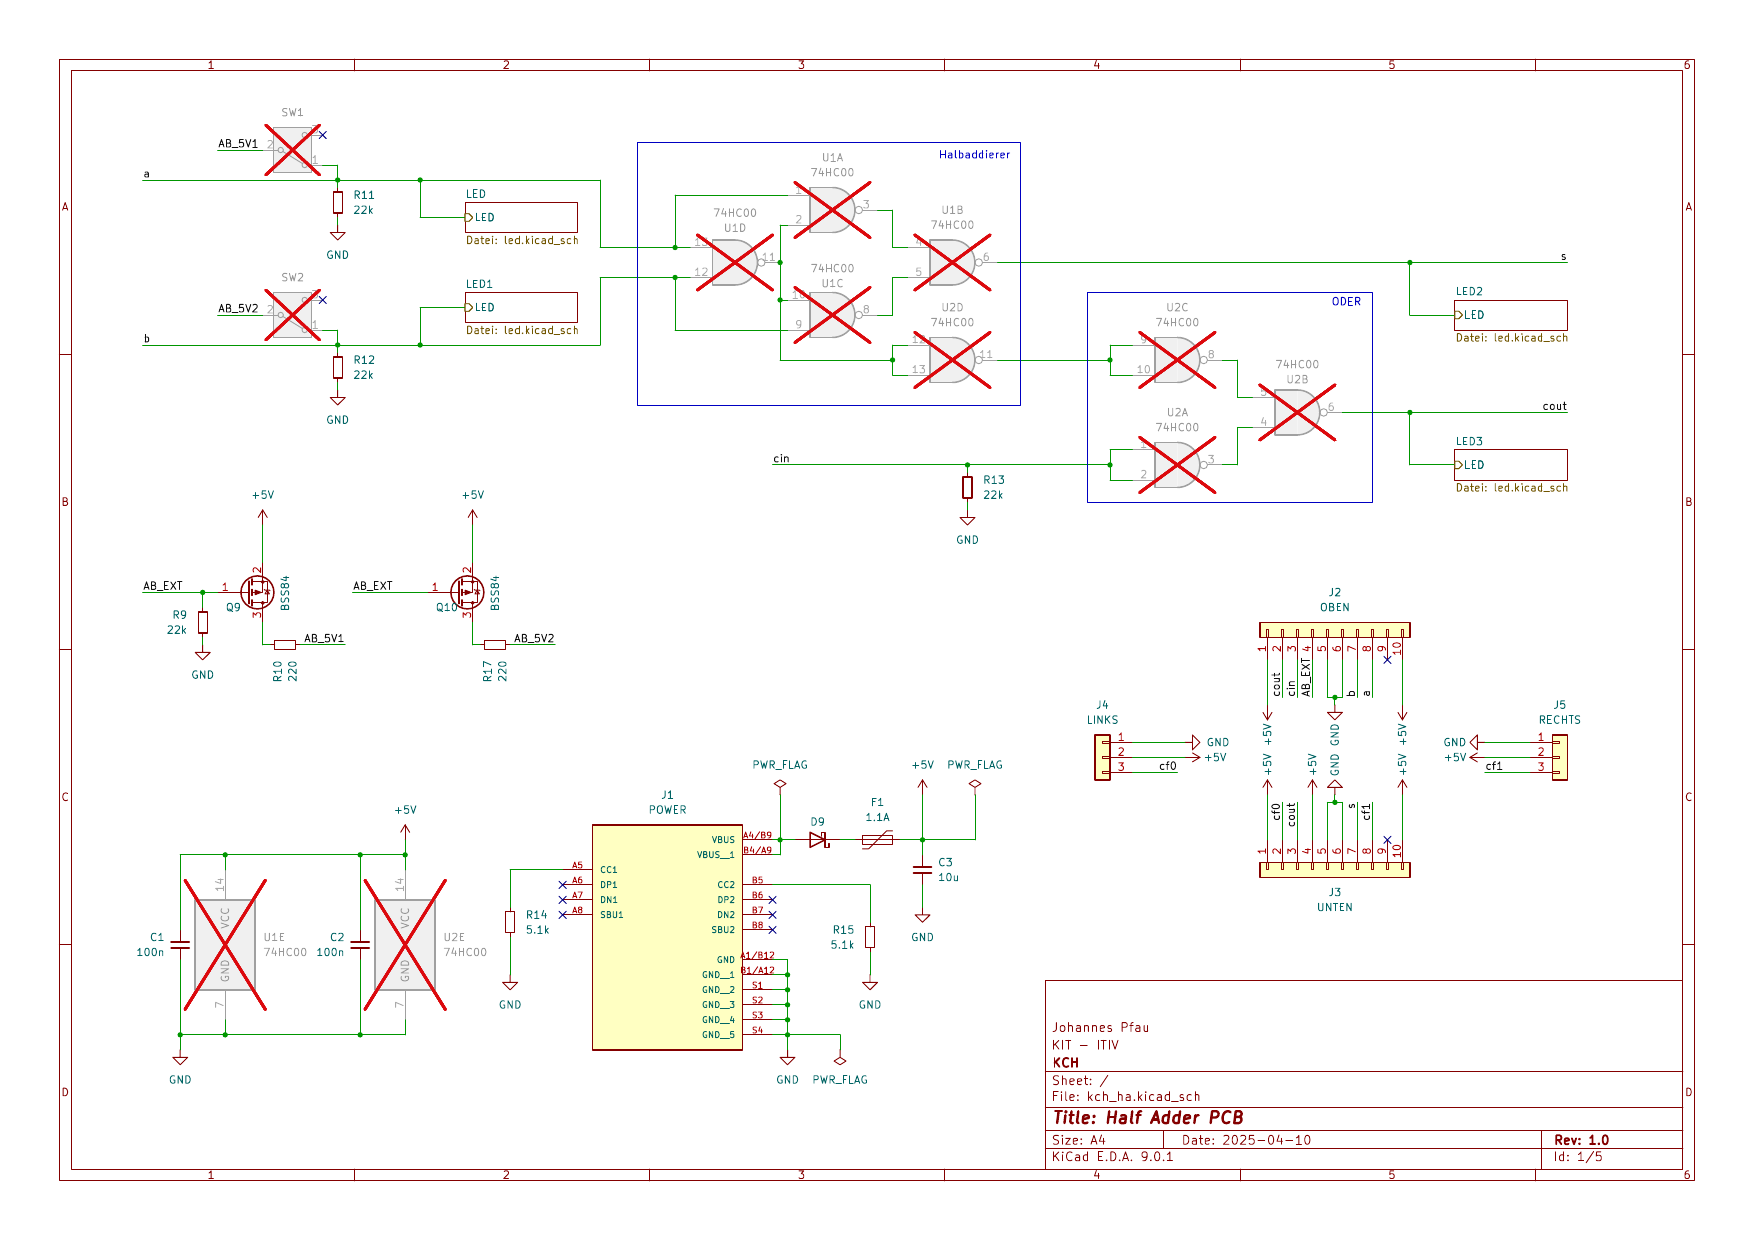 1 2 3 4 5 6
A
B
C
D
SW1
AB_5V1
2
1
a
R11
22k
GND
LED
LED
Datei: led.kicad_sch
SW2
AB_5V2
2
1
b
R12
22k
GND
LED1
LED
Datei: led.kicad_sch
Halbaddierer
U1A
74HC00
1
2
3
74HC00
U1D
13
12
11
U1B
74HC00
4
5
6
74HC00
U1C
10
9
8
U2D
74HC00
12
13
11
s
LED2
LED
Datei: led.kicad_sch
ODER
U2C
74HC00
9
10
8
74HC00
U2B
5
4
6
U2A
74HC00
1
2
3
cin
R13
22k
GND
cout
LED3
LED
Datei: led.kicad_sch
+5V
AB_EXT
1
2
3
Q9
BSS84
R9
22k
GND
R10
220
AB_5V1
+5V
AB_EXT
1
2
3
Q10
BSS84
R17
220
AB_5V2
J2
OBEN
1 2 3 4 5 6 7 8 9 10
cout
cin
AB_EXT
b
a
+5V
GND
+5V
J4
LINKS
1
2
3
GND
+5V
cf0
J5
RECHTS
1
2
3
GND
+5V
cf1
+5V
+5V
GND
+5V
cf0
cout
s
cf1
1 2 3 4 5 6 7 8 9 10
J3
UNTEN
+5V
C1
100n
14
VCC
GND
7
U1E
74HC00
C2
100n
14
VCC
GND
7
U2E
74HC00
GND
J1
POWER
VBUS A4/B9
VBUS__1 B4/A9
A5 CC1
A6 DP1
A7 DN1
A8 SBU1
CC2 B5
DP2 B6
DN2 B7
SBU2 B8
GND A1/B12
GND__1 B1/A12
GND__2 S1
GND__3 S2
GND__4 S3
GND__5 S4
R14
5.1k
GND
R15
5.1k
GND
GND
PWR_FLAG
PWR_FLAG
D9
F1
1.1A
+5V
PWR_FLAG
C3
10u
GND
Johannes Pfau
KIT – ITIV
KCH
Sheet: /
File: kch_ha.kicad_sch
Title: Half Adder PCB
Size: A4 Date: 2025-04-10 Rev: 1.0
KiCad E.D.A. 9.0.1 Id: 1/5
A
B
C
D
1 2 3 4 5 6